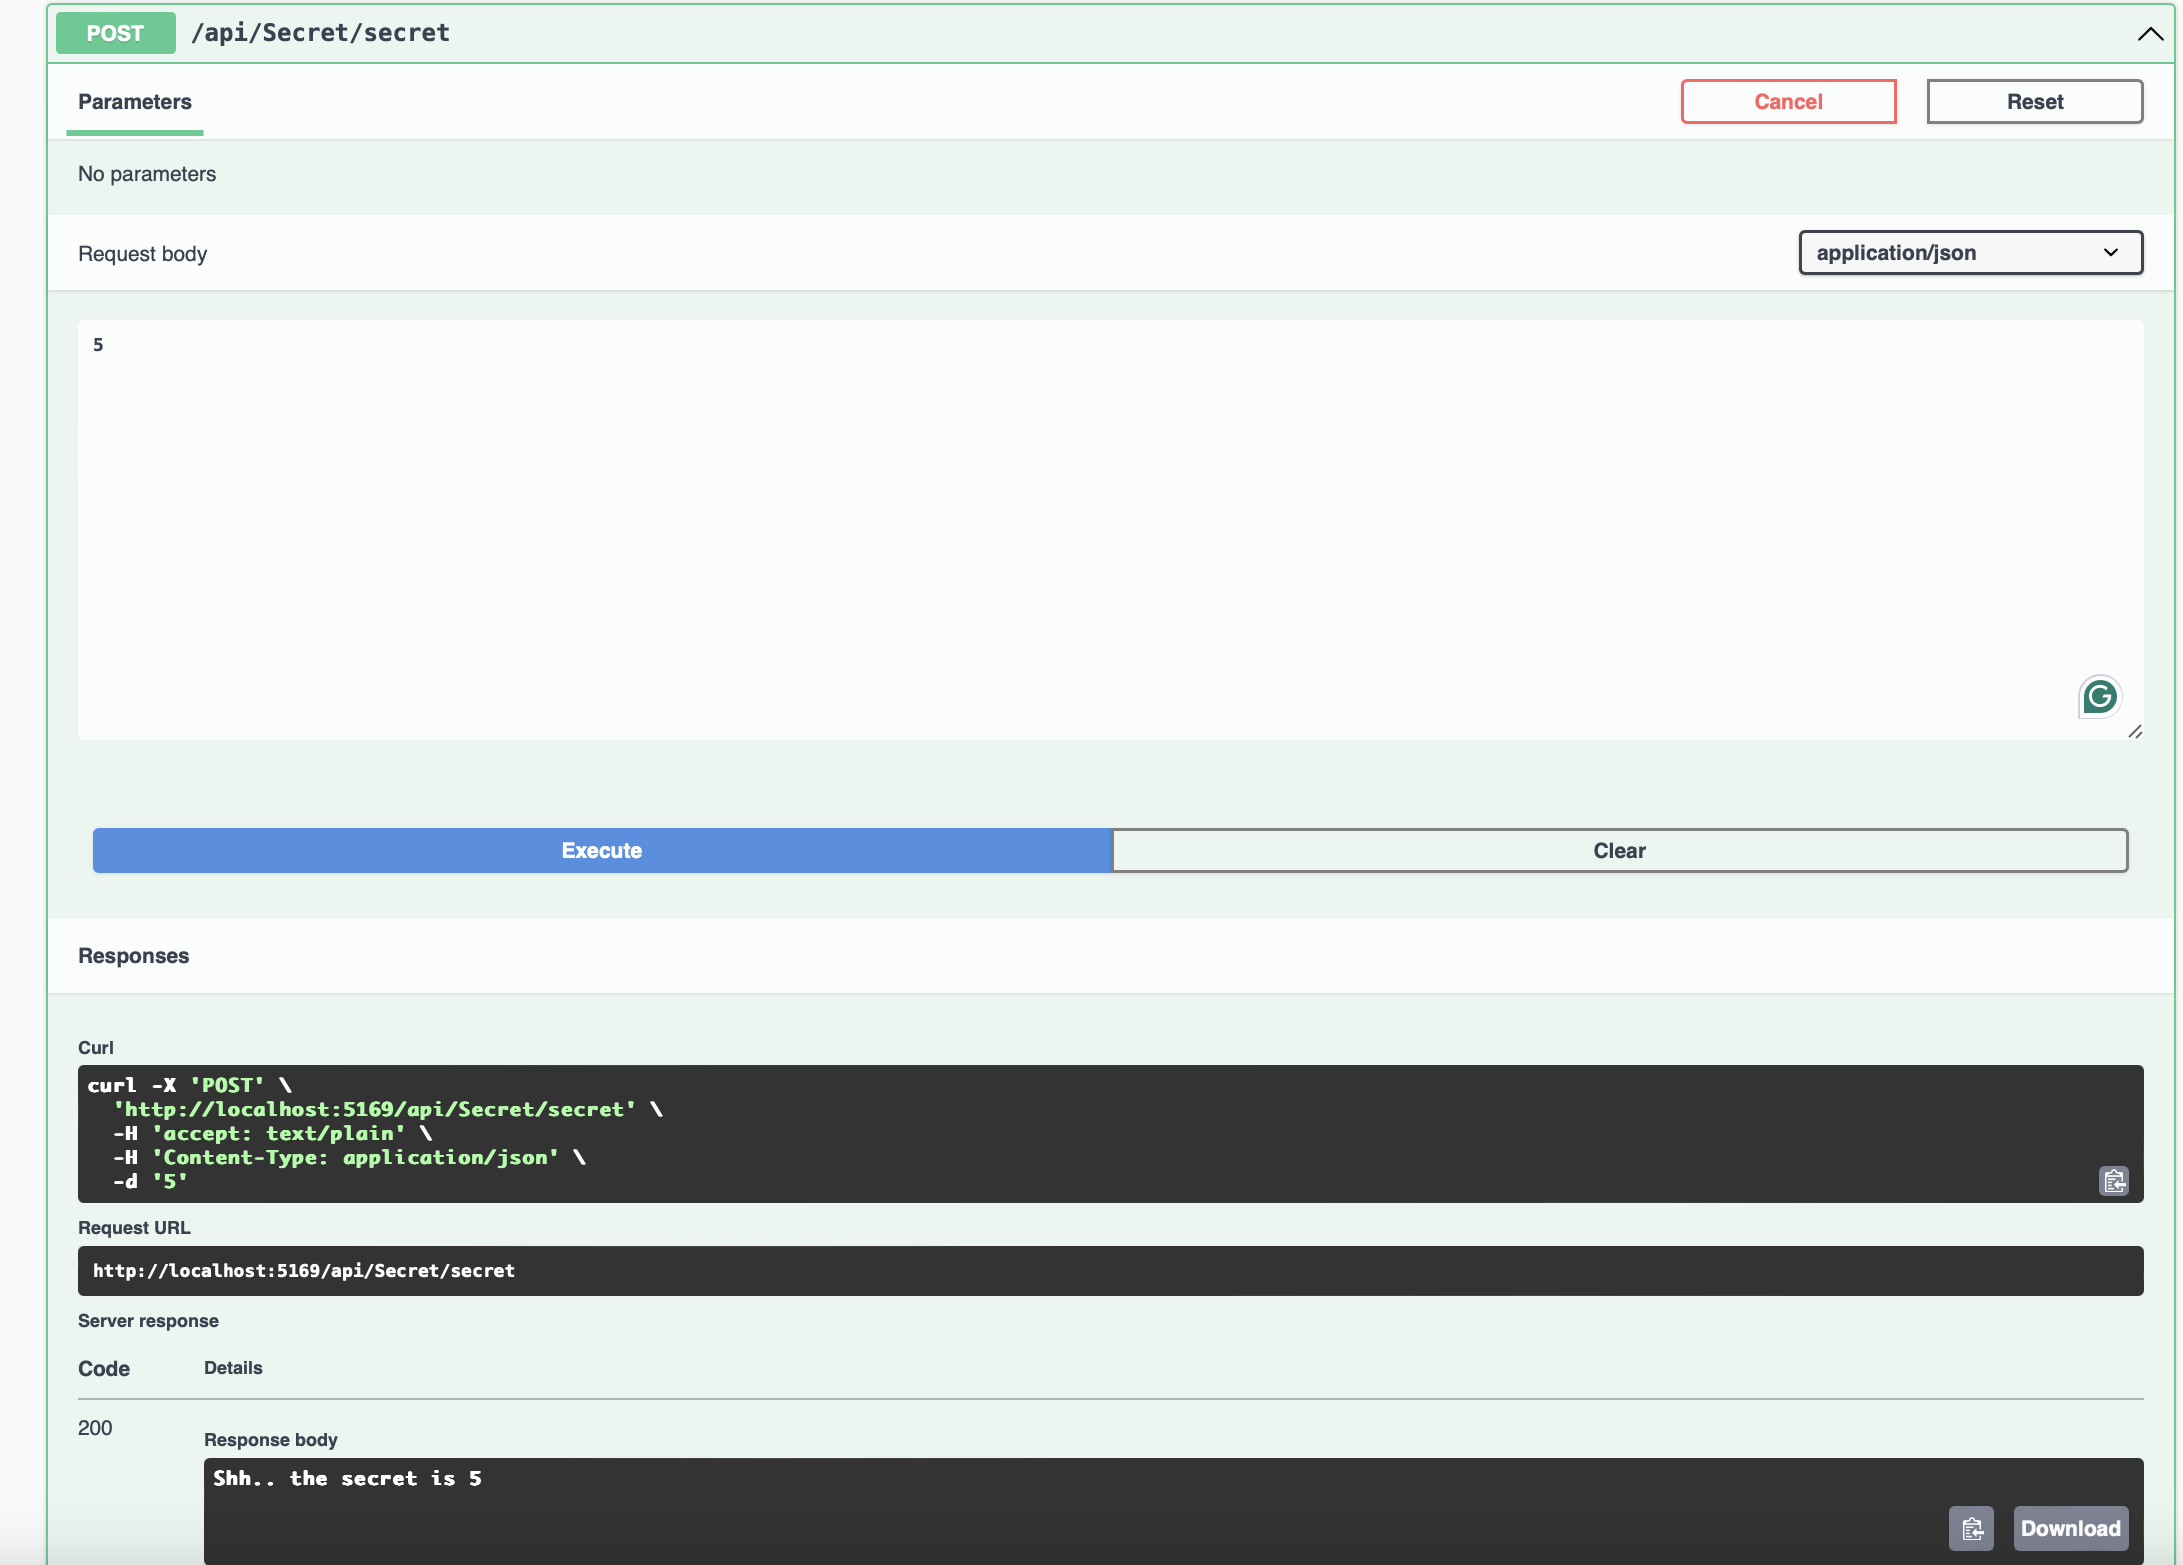 POST /api/Secret/secret
Parameters
Cancel
Reset
No parameters
Request body
application/json
5
Execute
Clear
Responses
Curl
curl -X 'POST' \
  'http://localhost:5169/api/Secret/secret' \
  -H 'accept: text/plain' \
  -H 'Content-Type: application/json' \
  -d '5'
Request URL
http://localhost:5169/api/Secret/secret
Server response
Code
Details
200
Response body
Shh.. the secret is 5
Download